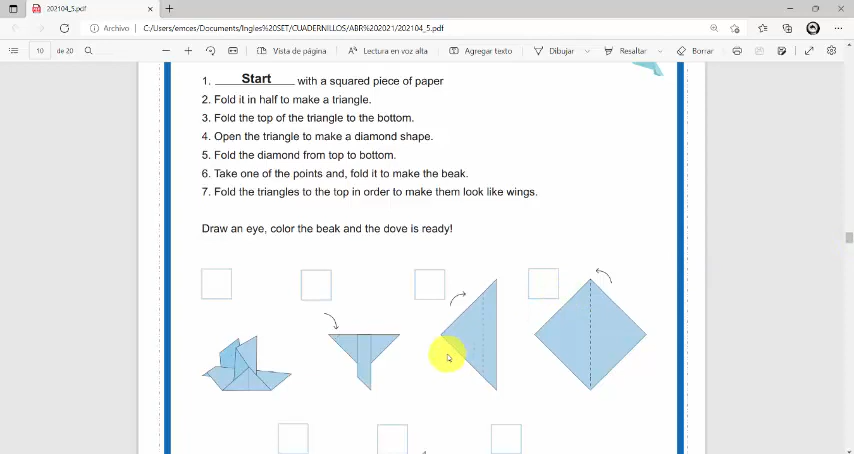 202104_5.pdf
Archivo | C:/Users/emces/Documents/Ingles%20SET/CUADERNILLOS/ABR%202021/202104_5.pdf
10 de 20 Vista de página Lectura en voz alta Agregar texto Dibujar Resaltar Borrar
1. Start with a squared piece of paper
2. Fold it in half to make a triangle.
3. Fold the top of the triangle to the bottom.
4. Open the triangle to make a diamond shape.
5. Fold the diamond from top to bottom.
6. Take one of the points and, fold it to make the beak.
7. Fold the triangles to the top in order to make them look like wings.
Draw an eye, color the beak and the dove is ready!